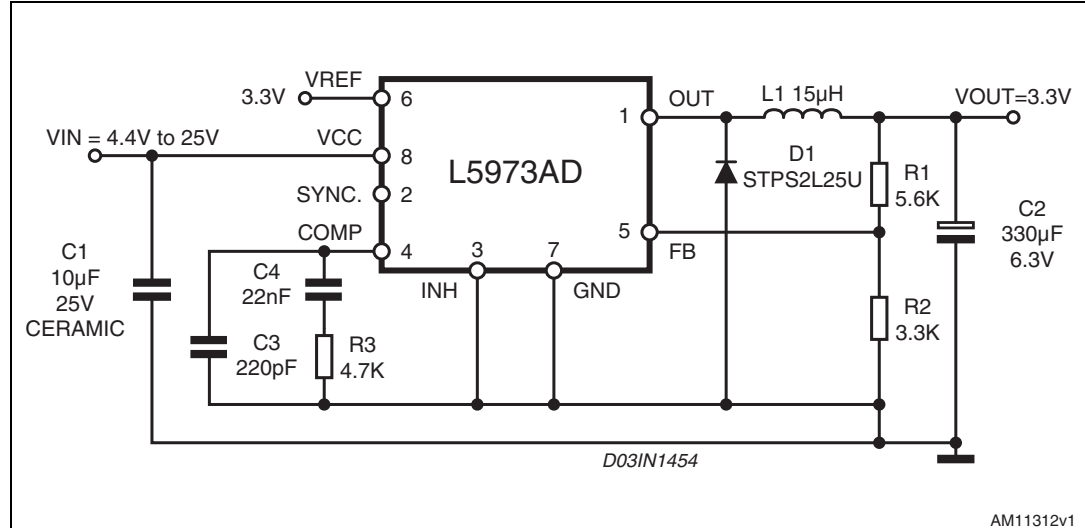 VREF
3.3V
6
VIN = 4.4V to 25V
VCC
8
SYNC.
2
COMP
4
L5973AD
1
OUT
L1 15µH
VOUT=3.3V
D1
STPS2L25U
R1
5.6K
5
FB
C2
330µF
6.3V
3
INH
7
GND
C1
10µF
25V
CERAMIC
C4
22nF
C3
220pF
R3
4.7K
R2
3.3K
D03IN1454
AM11312v1